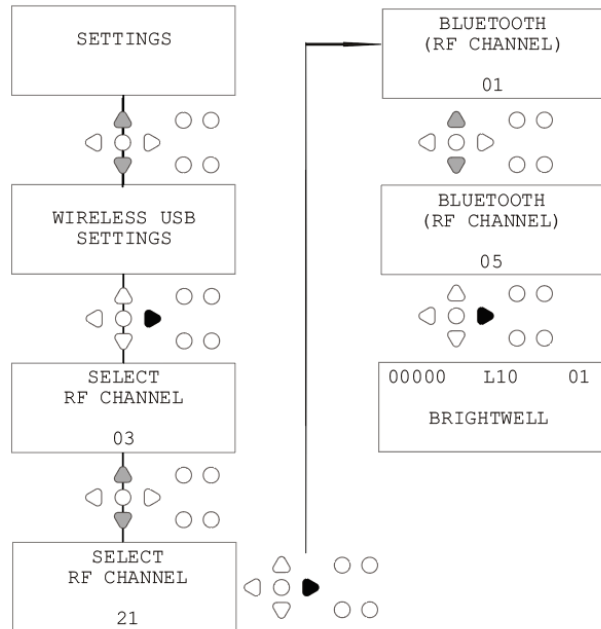 SETTINGS
WIRELESS USB
SETTINGS
SELECT
RF CHANNEL
03
SELECT
RF CHANNEL
21
BLUETOOTH
(RF CHANNEL)
01
BLUETOOTH
(RF CHANNEL)
05
00000 L10 01
BRIGHTWELL